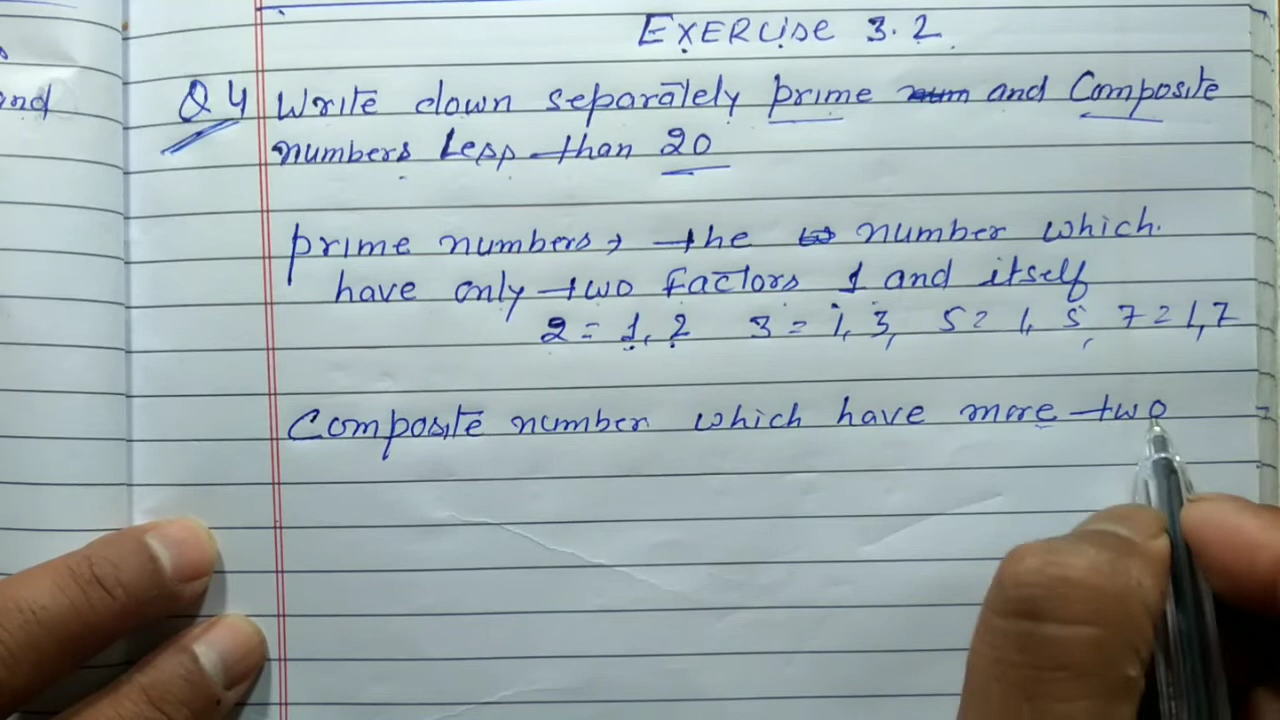 EXERCISE 3.2
nd
Q 4 Write down separately prime and Composite
numbers Less than 20
prime numbers, the number which
have only two factors 1 and itself
2 = 1, 2 3 = 1, 3, 5 = 1, 5, 7 = 1, 7
Composite number which have more two